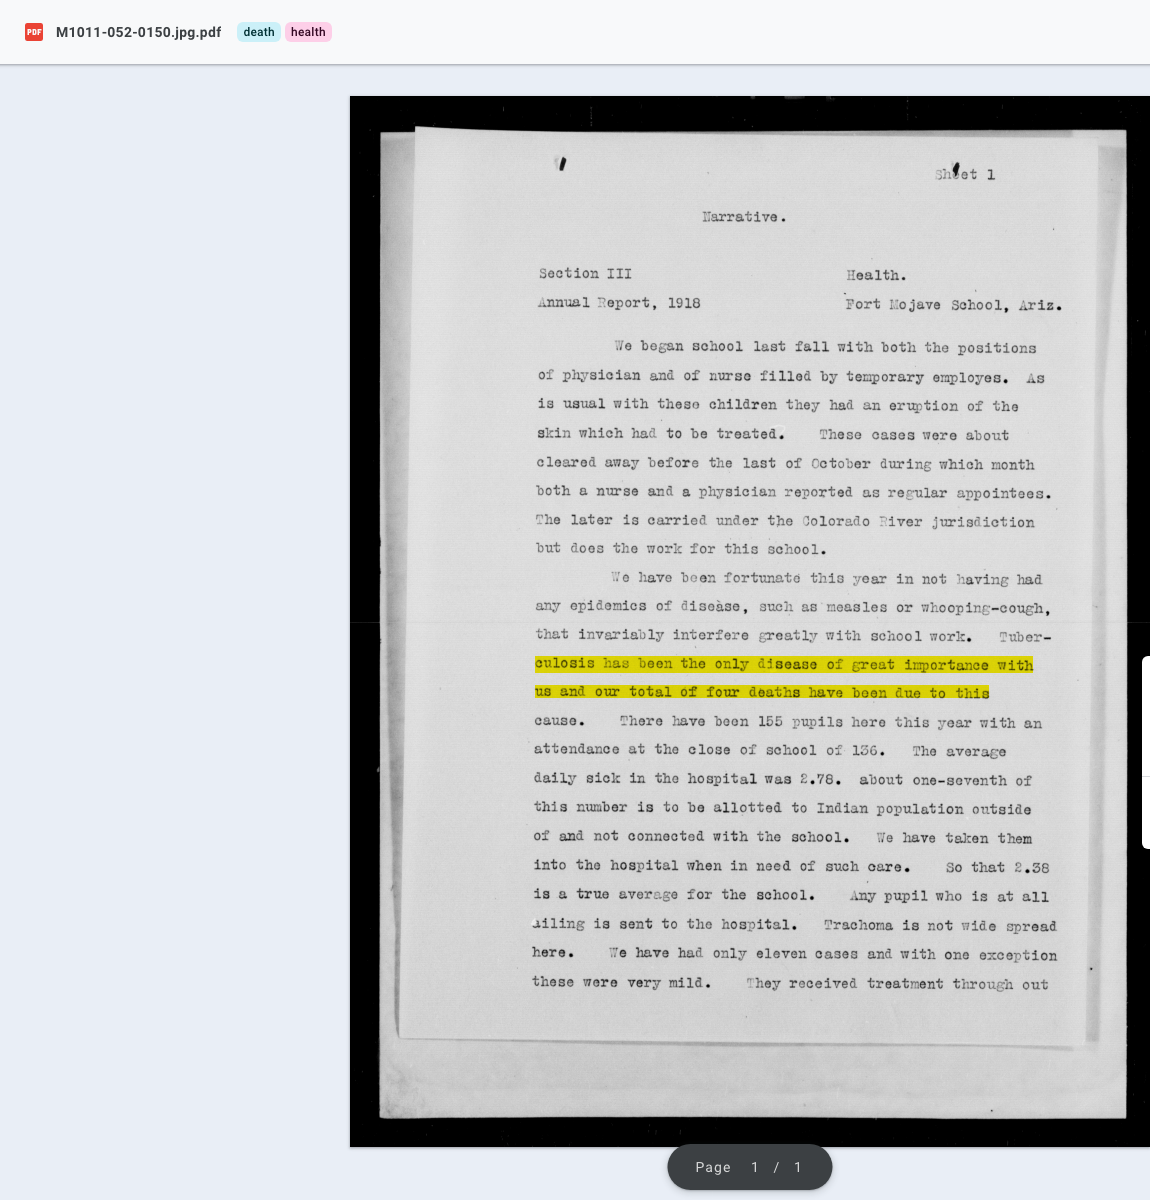 PDF M1011-052-0150.jpg.pdf death health
Sheet 1
Narrative.
Section III Health.
Annual Report, 1918 Fort Mojave School, Ariz.
We began school last fall with both the positions
of physician and of nurse filled by temporary employes. As
is usual with these children they had an eruption of the
skin which had to be treated. These cases were about
cleared away before the last of October during which month
both a nurse and a physician reported as regular appointees.
The later is carried under the Colorado River jurisdiction
but does the work for this school.
We have been fortunate this year in not having had
any epidemics of disease, such as measles or whooping-cough,
that invariably interfere greatly with school work. Tuber-
culosis has been the only disease of great importance with
us and our total of four deaths have been due to this
cause. There have been 155 pupils here this year with an
attendance at the close of school of 136. The average
daily sick in the hospital was 2.78. about one-seventh of
this number is to be allotted to Indian population outside
of and not connected with the school. We have taken them
into the hospital when in need of such care. So that 2.38
is a true average for the school. Any pupil who is at all
ailing is sent to the hospital. Trachoma is not wide spread
here. We have had only eleven cases and with one exception
these were very mild. They received treatment through out
Page 1 / 1